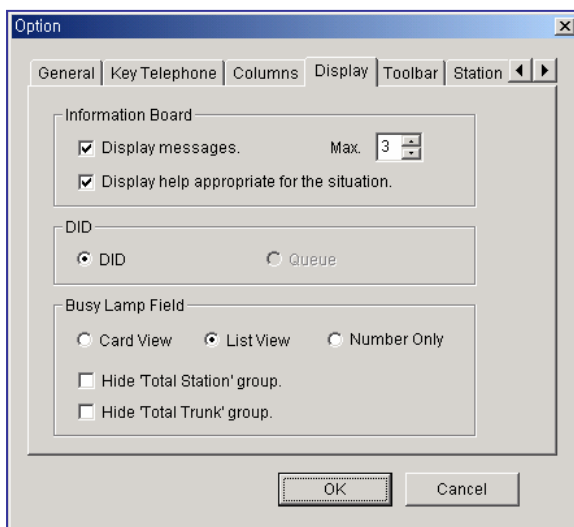 Option
General Key Telephone Columns Display Toolbar Station
Information Board
Display messages. Max. 3
Display help appropriate for the situation.
DID
DID Queue
Busy Lamp Field
Card View List View Number Only
Hide 'Total Station' group.
Hide 'Total Trunk' group.
OK Cancel